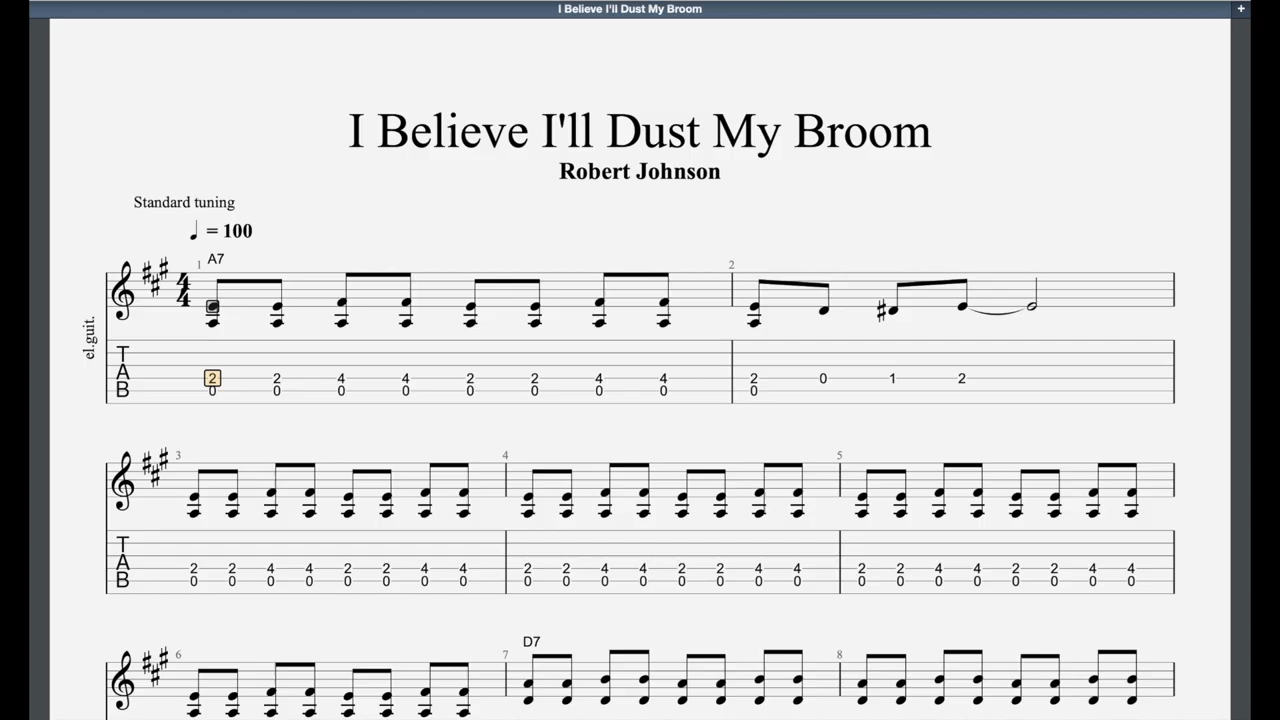 I Believe I'll Dust My Broom +
I Believe I'll Dust My Broom
Robert Johnson
Standard tuning
♩ = 100
A7
1 2
4
4
el.guit.
T
A 2 2 4 4 2 2 4 4 2 0 1 2
B 0 0 0 0 0 0 0 0 0
3 4 5
T
A 2 2 4 4 2 2 4 4 2 2 4 4 2 2 4 4 2 2 4 4 2 2 4 4
B 0 0 0 0 0 0 0 0 0 0 0 0 0 0 0 0 0 0 0 0 0 0 0 0
D7
6 7 8